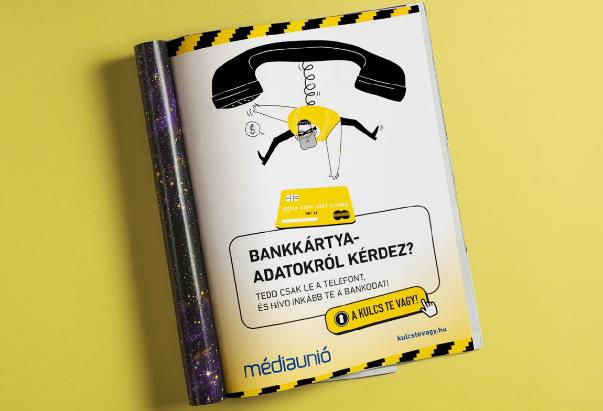 $
BANKKÁRTYA-
ADATOKRÓL KÉRDEZ?
TEDD CSAK LE A TELEFONT,
ÉS HÍVD INKÁBB TE A BANKODAT!
A KULCS TE VAGY!
kulcstevagy.hu
médiaunió